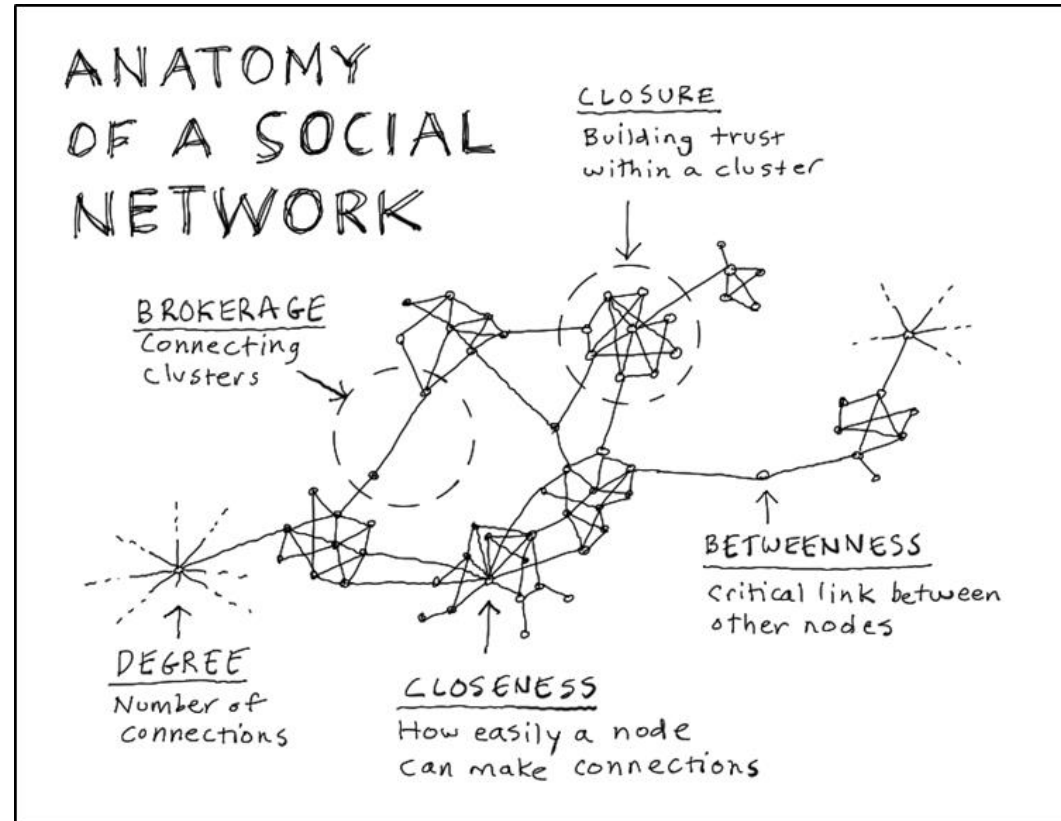 ANATOMY
OF A SOCIAL
NETWORK
CLOSURE
Building trust
within a cluster
BROKERAGE
Connecting
clusters
BETWEENNESS
Critical link between
other nodes
DEGREE
Number of
connections
CLOSENESS
How easily a node
can make connections